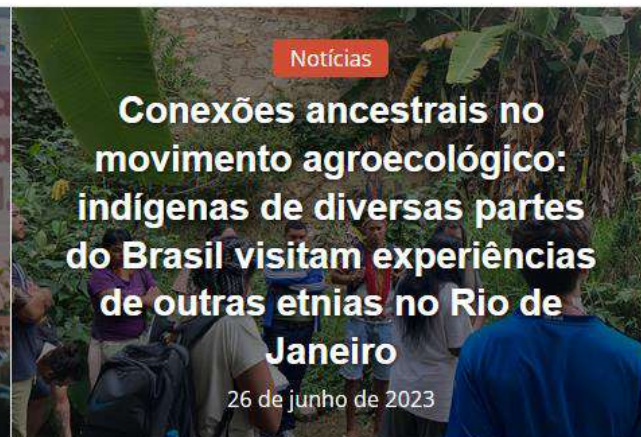 Notícias
Conexões ancestrais no
movimento agroecológico:
indígenas de diversas partes
do Brasil visitam experiências
de outras etnias no Rio de
Janeiro
26 de junho de 2023